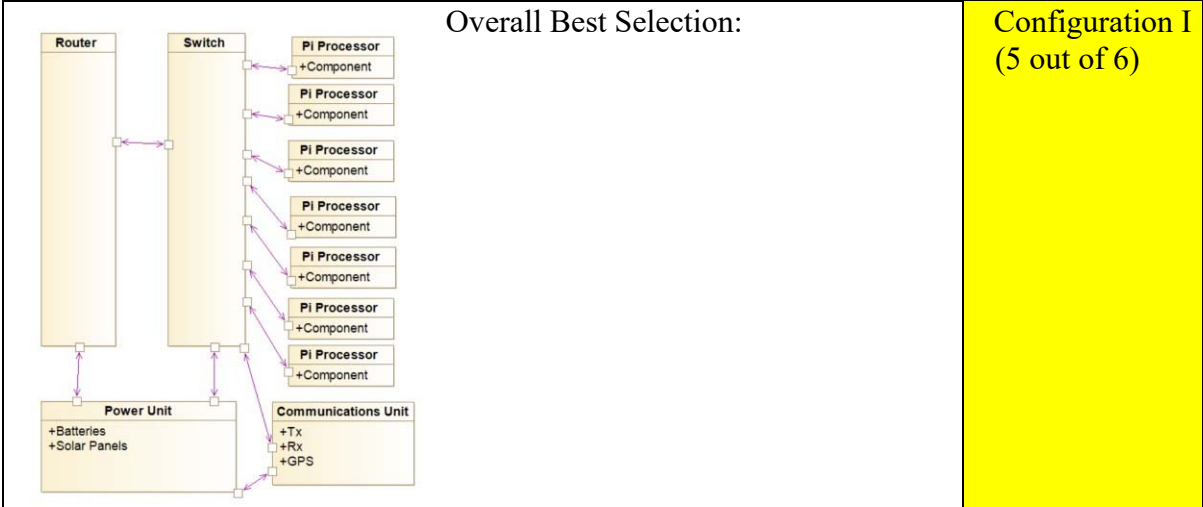 Overall Best Selection:
Configuration I
(5 out of 6)
Router
Switch
Pi Processor
+Component
Pi Processor
+Component
Pi Processor
+Component
Pi Processor
+Component
Pi Processor
+Component
Pi Processor
+Component
Pi Processor
+Component
Power Unit
+Batteries
+Solar Panels
Communications Unit
+Tx
+Rx
+GPS